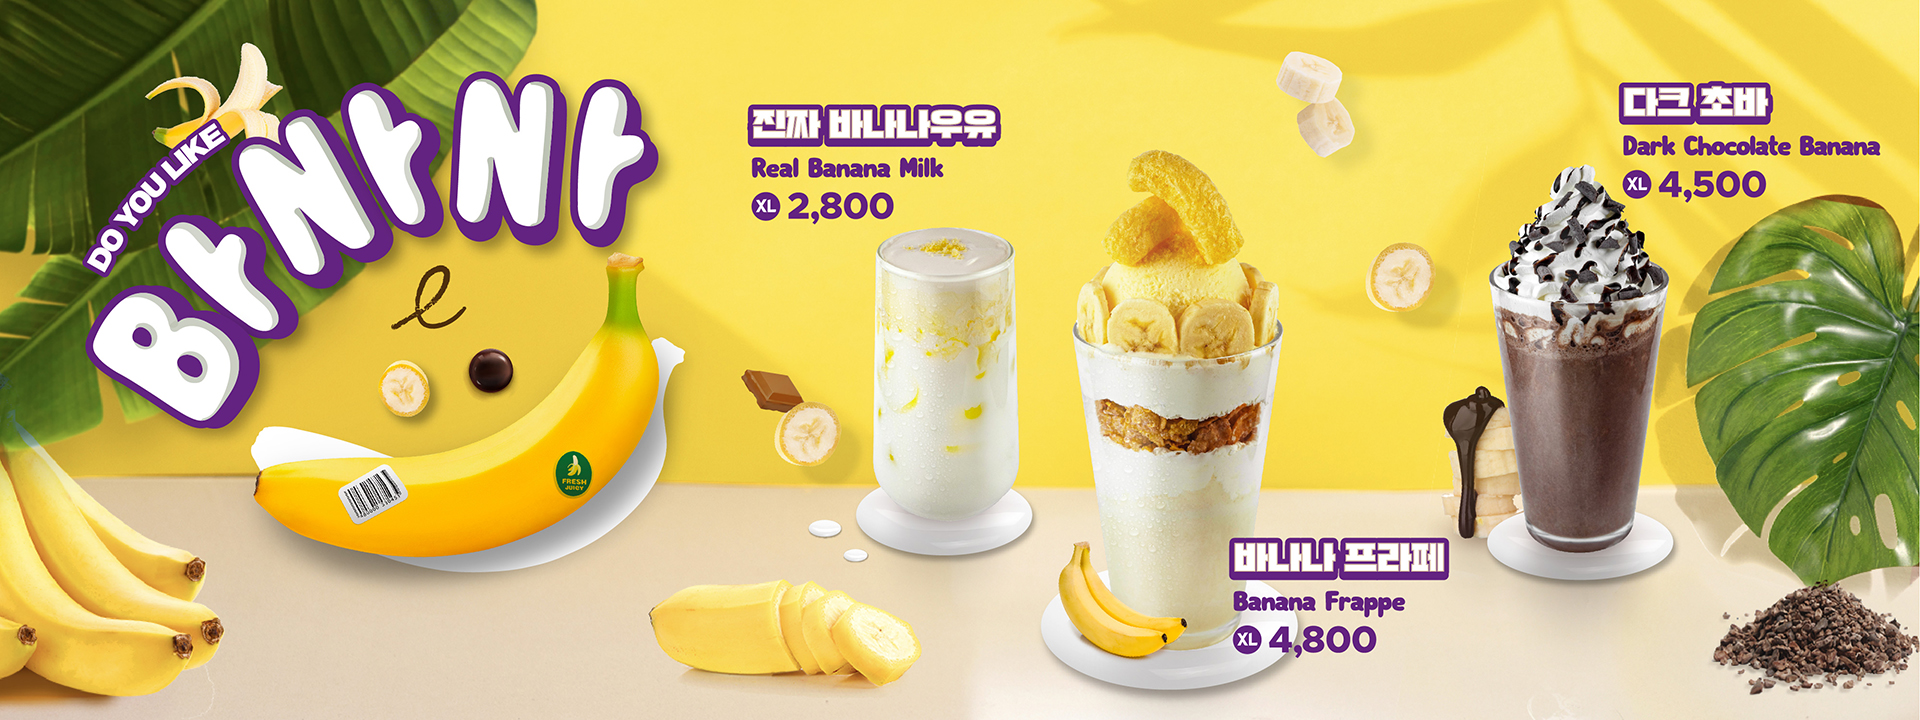 DO YOU LIKE
바나나
FRESH
JUICY
진짜 바나나우유
Real Banana Milk
XL 2,800
바나나 프라페
Banana Frappe
XL 4,800
다크 초바
Dark Chocolate Banana
XL 4,500